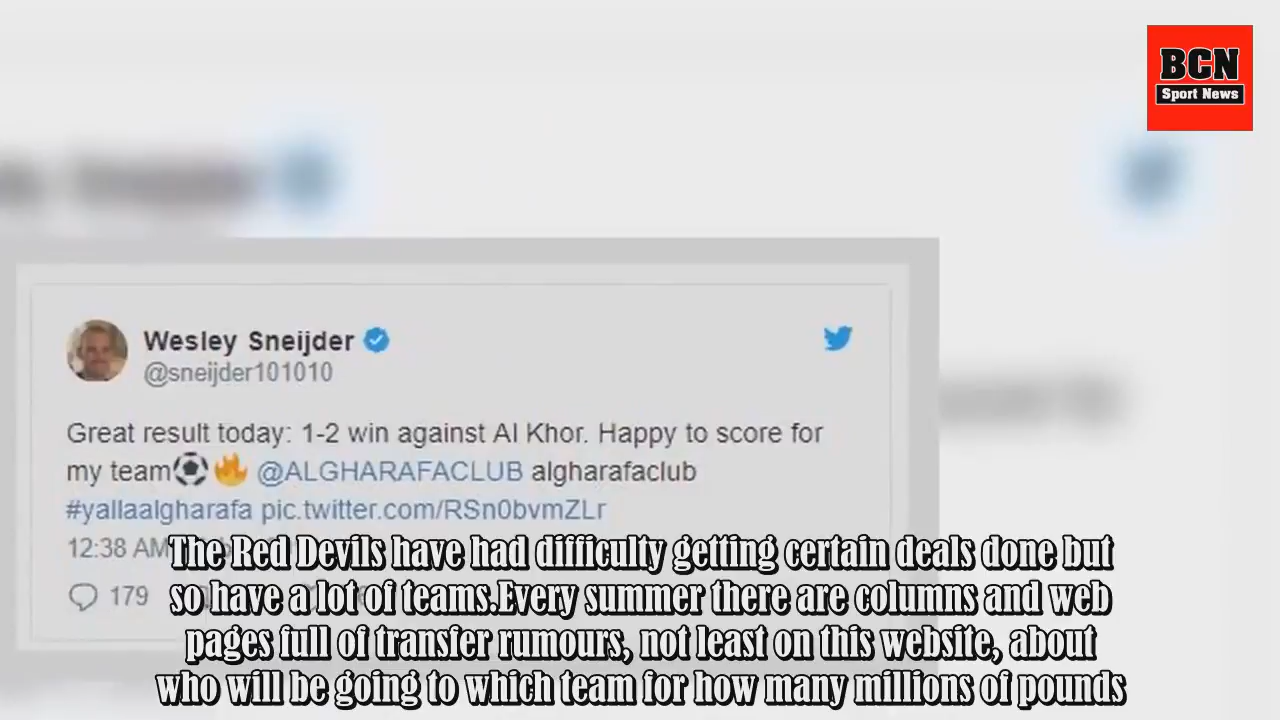 BCN
Sport News
Wesley Sneijder
@sneijder101010
Great result today: 1-2 win against Al Khor. Happy to score for
my team⚽🔥 @ALGHARAFACLUB algharafaclub
#yallaalgharafa pic.twitter.com/RSn0bvmZLr
12:38 AM
179
The Red Devils have had difficulty getting certain deals done but
so have a lot of teams.Every summer there are columns and web
pages full of transfer rumours, not least on this website, about
who will be going to which team for how many millions of pounds